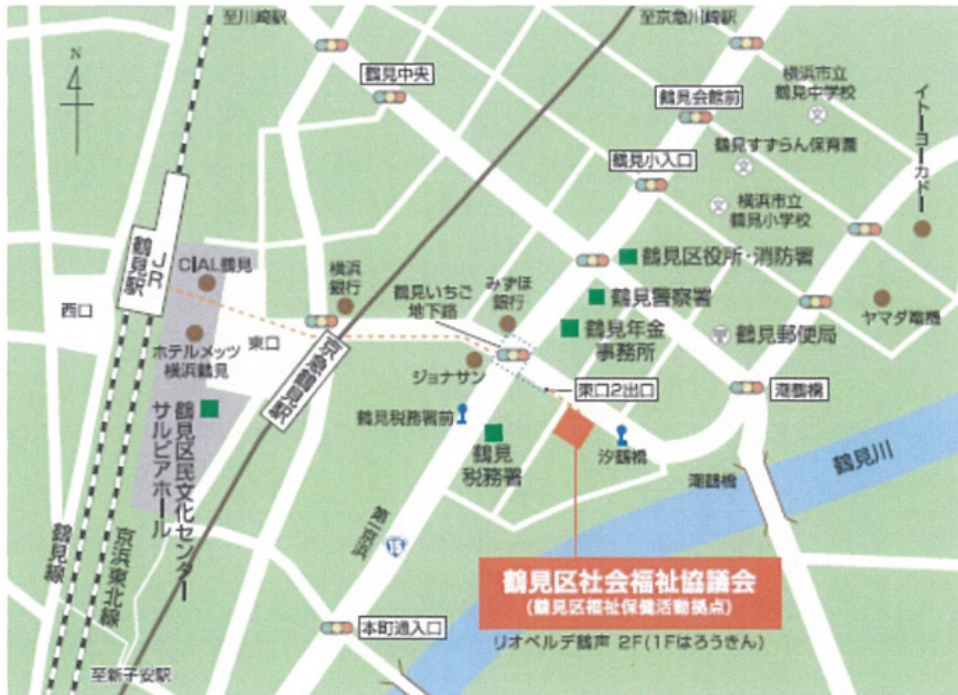 至川崎駅
至京急川崎駅
N
鶴見中央
鶴見会館前
横浜市立
鶴見中学校
イトーヨーカドー
鶴見すずらん保育園
鶴見小入口
横浜市立
鶴見小学校
JR
鶴見駅
CIAL鶴見
横浜
銀行
鶴見いちご
地下路
みずほ
銀行
鶴見区役所・消防署
鶴見警察署
鶴見年金
事務所
鶴見郵便局
ヤマダ電機
西口
東口
ホテルメッツ
横浜鶴見
京急鶴見駅
ジョナサン
東口2出口
潮鶴橋
鶴見税務署前
鶴見
税務署
汐鶴橋
潮鶴橋
鶴見川
鶴見区民文化センター
サルビアホール
第一京浜
15
鶴見線
京浜東北線
鶴見区社会福祉協議会
(鶴見区福祉保健活動拠点)
リオベルデ鶴声 2F(1Fはろうきん)
本町通入口
至新子安駅